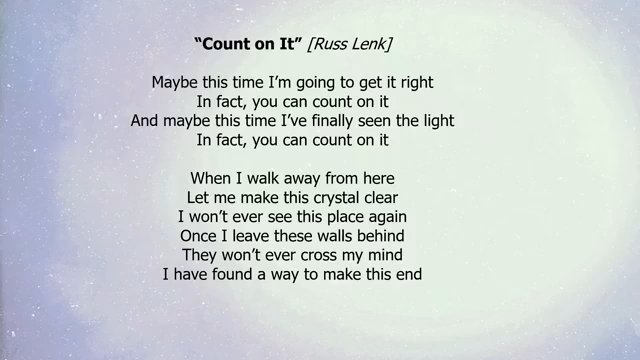 “Count on It” [Russ Lenk]
Maybe this time I’m going to get it right
In fact, you can count on it
And maybe this time I’ve finally seen the light
In fact, you can count on it
When I walk away from here
Let me make this crystal clear
I won’t ever see this place again
Once I leave these walls behind
They won’t ever cross my mind
I have found a way to make this end